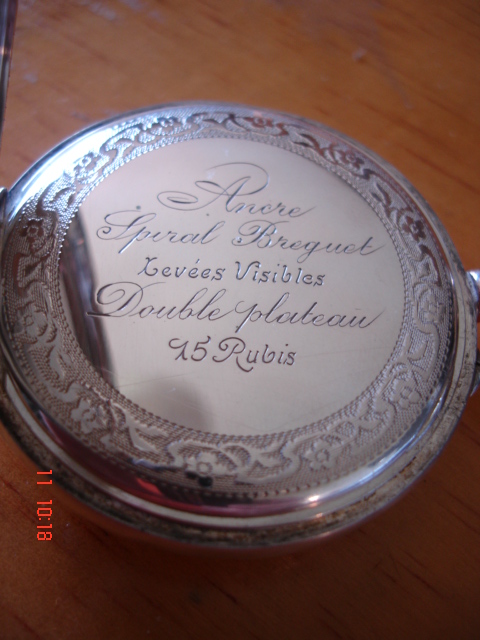 Ancre
Spiral Breguet
Levées Visibles
Double plateau
15 Rubis
11 10:18